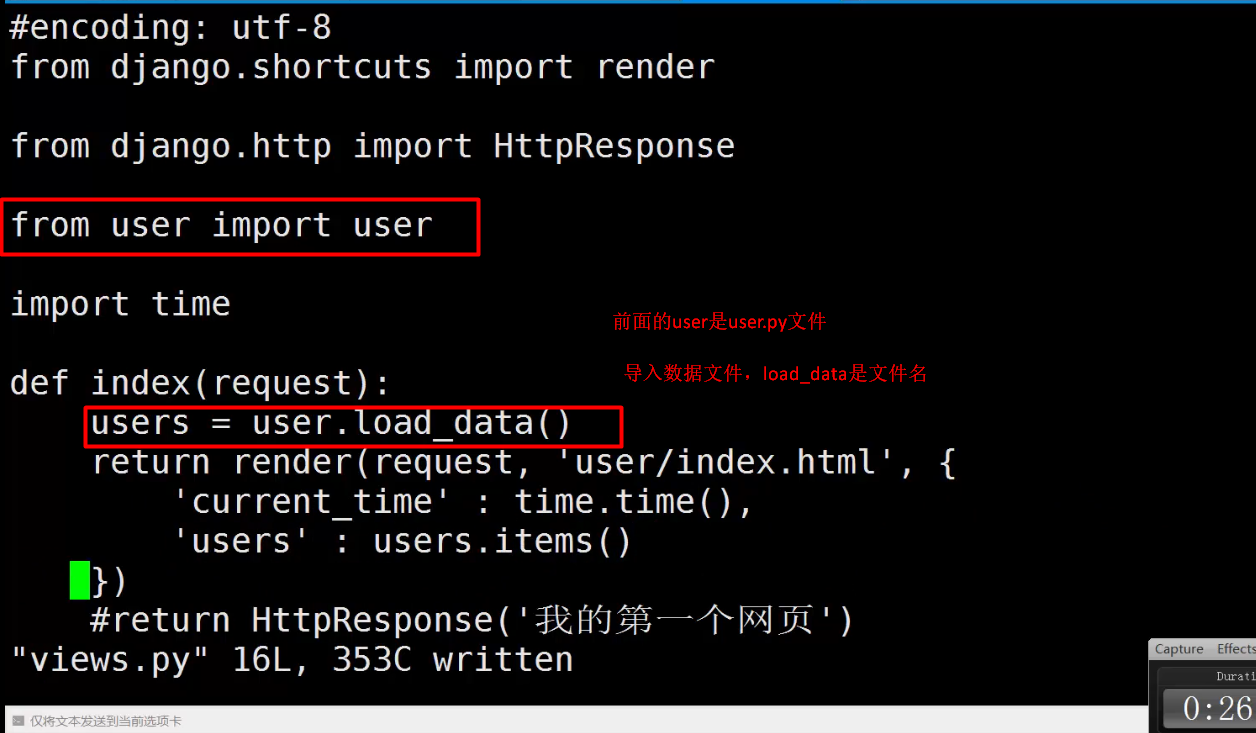 #encoding: utf-8
from django.shortcuts import render
from django.http import HttpResponse
from user import user
import time
前面的user是user.py文件
导入数据文件，load_data是文件名
def index(request):
users = user.load_data()
return render(request, 'user/index.html', {
'current_time' : time.time(),
'users' : users.items()
})
#return HttpResponse('我的第一个网页')
"views.py" 16L, 353C written
Capture Effects
0:26
仅将文本发送到当前选项卡